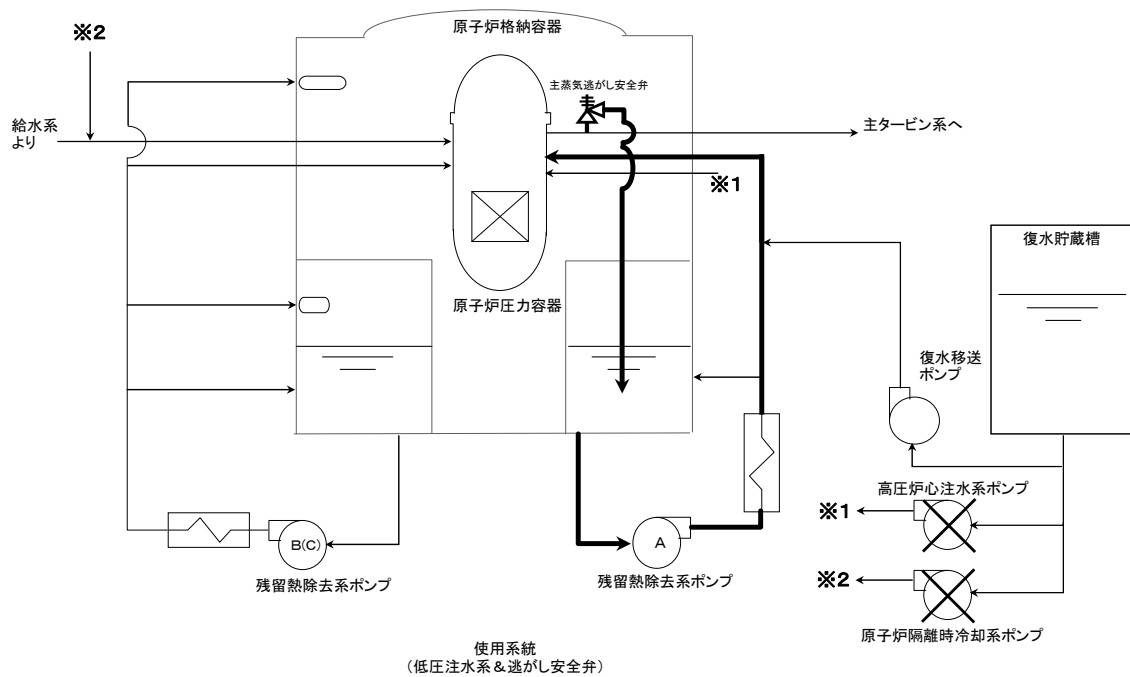 ※2
原子炉格納容器
主蒸気逃がし安全弁
給水系
より
主タービン系へ
※1
復水貯蔵槽
原子炉圧力容器
復水移送
ポンプ
高圧炉心注水系ポンプ
※1
B(C)
A
残留熱除去系ポンプ
残留熱除去系ポンプ
※2
原子炉隔離時冷却系ポンプ
使用系統
(低圧注水系&逃がし安全弁)